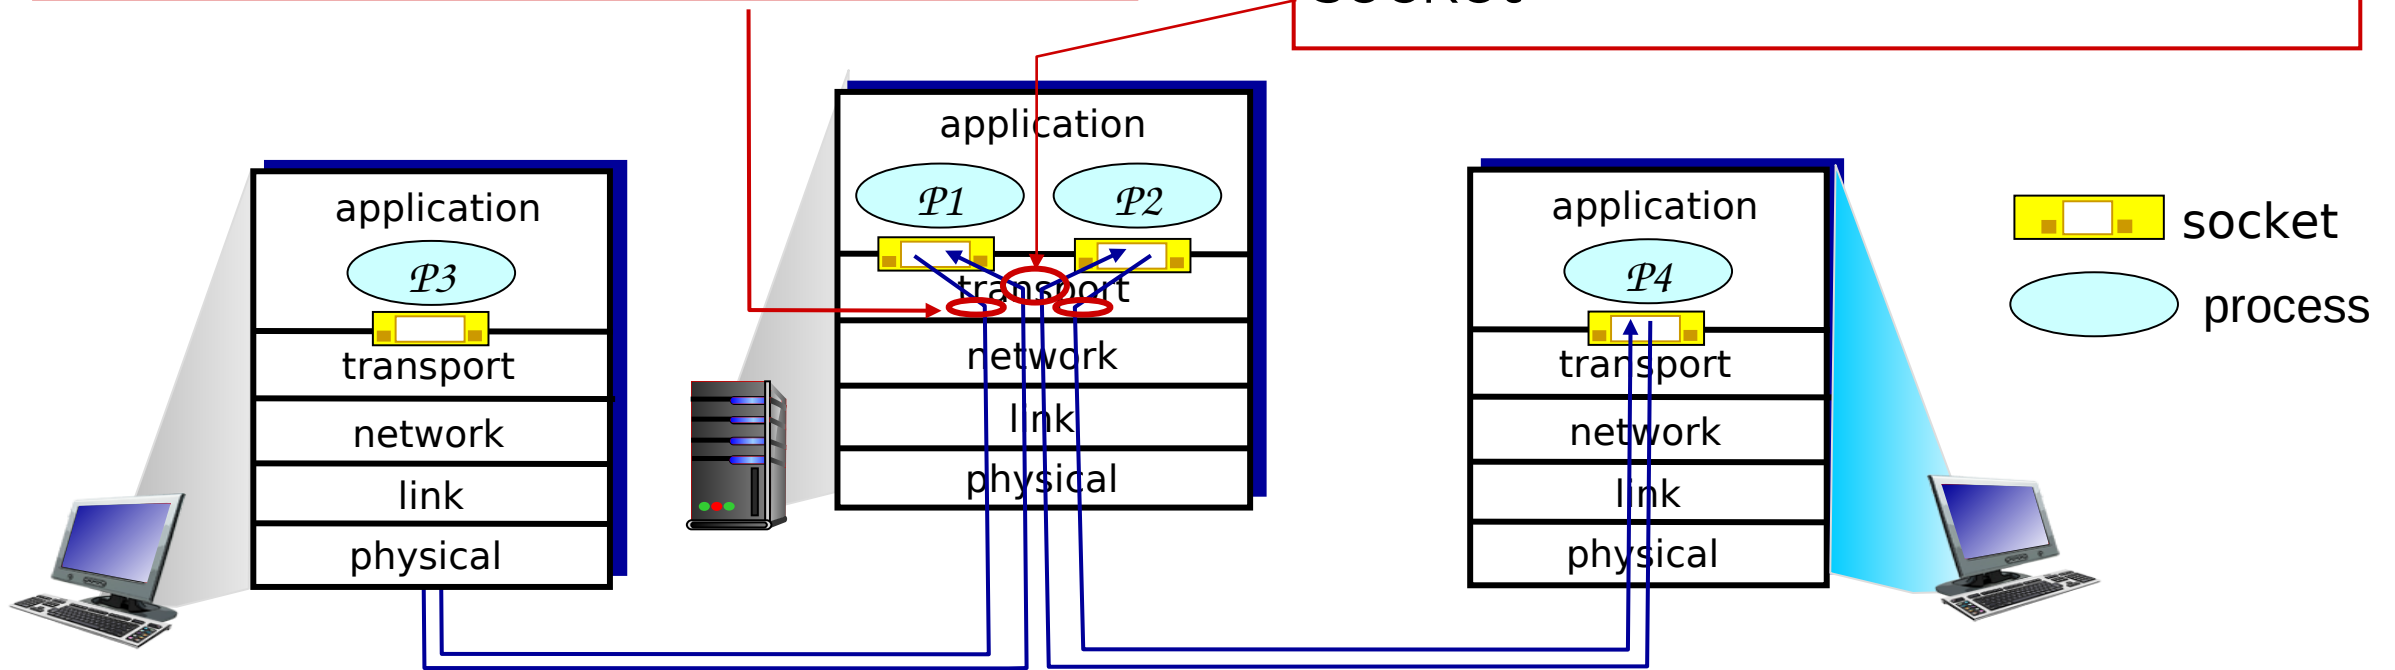 socket
application
P1
P2
transport
network
link
physical
application
P3
transport
network
link
physical
application
P4
transport
network
link
physical
socket
process